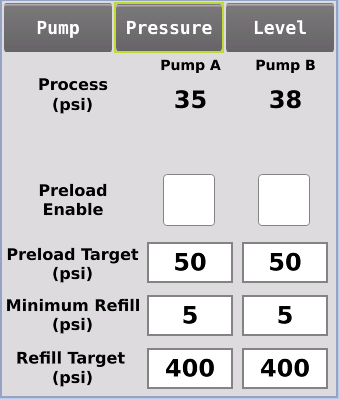 Pump Pressure Level
Pump A Pump B
Process
(psi) 35 38
Preload
Enable
Preload Target
(psi) 50 50
Minimum Refill
(psi) 5 5
Refill Target
(psi) 400 400